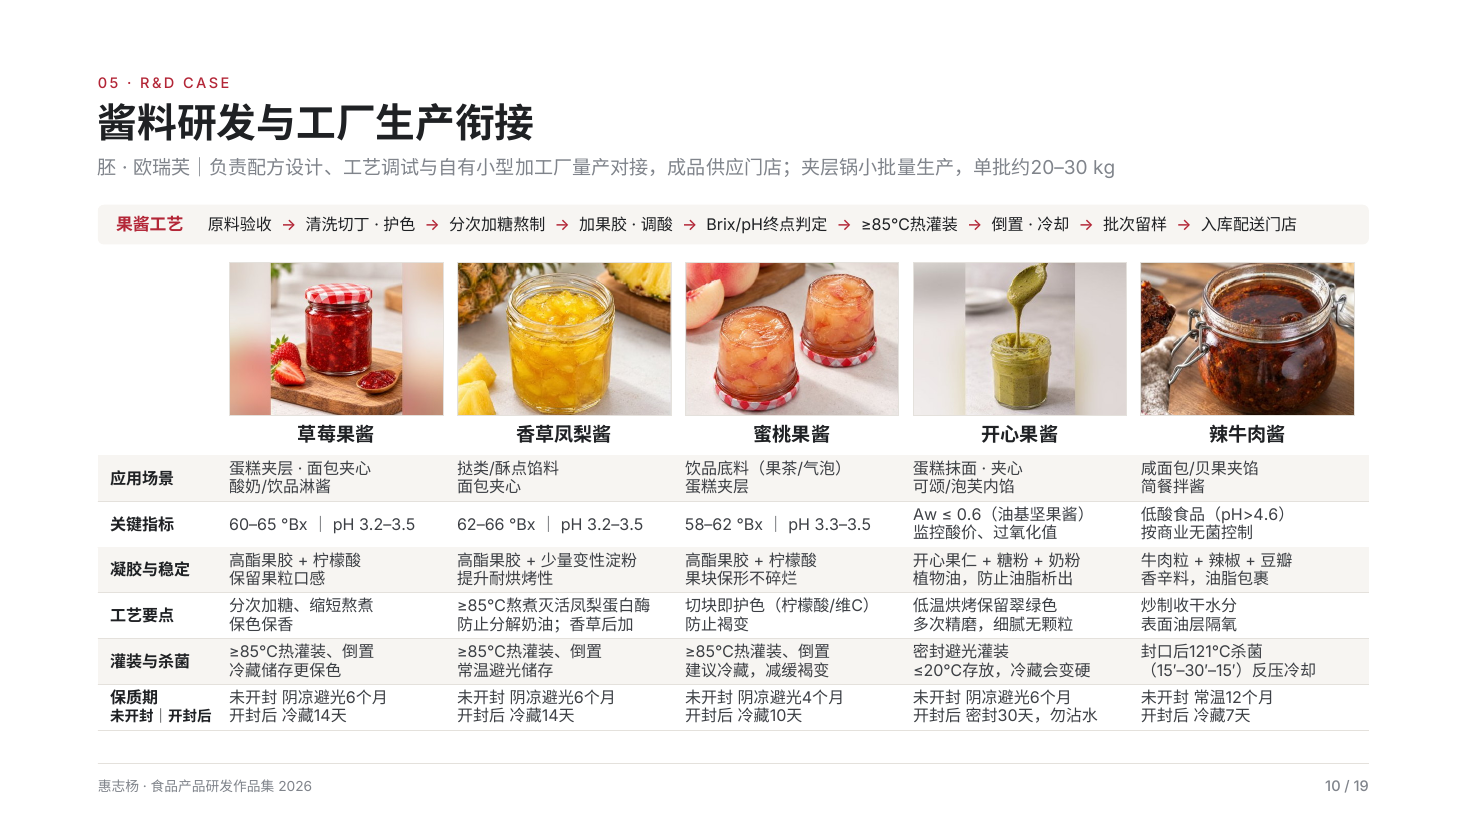 05 · R&D CASE
酱料研发与工厂生产衔接
胚 · 欧瑞芙｜负责配方设计、工艺调试与自有小型加工厂量产对接，成品供应门店；夹层锅小批量生产，单批约20–30 kg
果酱工艺 原料验收 → 清洗切丁 · 护色 → 分次加糖熬制 → 加果胶 · 调酸 → Brix/pH终点判定 → ≥85°C热灌装 → 倒置 · 冷却 → 批次留样 → 入库配送门店
草莓果酱 香草凤梨酱 蜜桃果酱 开心果酱 辣牛肉酱
应用场景
蛋糕夹层 · 面包夹心
酸奶/饮品淋酱
挞类/酥点馅料
面包夹心
饮品底料（果茶/气泡）
蛋糕夹层
蛋糕抹面 · 夹心
可颂/泡芙内馅
咸面包/贝果夹馅
简餐拌酱
关键指标
60–65 °Bx ｜ pH 3.2–3.5
62–66 °Bx ｜ pH 3.2–3.5
58–62 °Bx ｜ pH 3.3–3.5
Aw ≤ 0.6（油基坚果酱）
监控酸价、过氧化值
低酸食品（pH>4.6）
按商业无菌控制
凝胶与稳定
高酯果胶 + 柠檬酸
保留果粒口感
高酯果胶 + 少量变性淀粉
提升耐烘烤性
高酯果胶 + 柠檬酸
果块保形不碎烂
开心果仁 + 糖粉 + 奶粉
植物油，防止油脂析出
牛肉粒 + 辣椒 + 豆瓣
香辛料，油脂包裹
工艺要点
分次加糖、缩短熬煮
保色保香
≥85°C熬煮灭活凤梨蛋白酶
防止分解奶油；香草后加
切块即护色（柠檬酸/维C）
防止褐变
低温烘烤保留翠绿色
多次精磨，细腻无颗粒
炒制收干水分
表面油层隔氧
灌装与杀菌
≥85°C热灌装、倒置
冷藏储存更保色
≥85°C热灌装、倒置
常温避光储存
≥85°C热灌装、倒置
建议冷藏，减缓褐变
密封避光灌装
≤20°C存放，冷藏会变硬
封口后121°C杀菌
（15′–30′–15′）反压冷却
保质期
未开封｜开封后
未开封 阴凉避光6个月
开封后 冷藏14天
未开封 阴凉避光6个月
开封后 冷藏14天
未开封 阴凉避光4个月
开封后 冷藏10天
未开封 阴凉避光6个月
开封后 密封30天，勿沾水
未开封 常温12个月
开封后 冷藏7天
惠志杨 · 食品产品研发作品集 2026
10 / 19